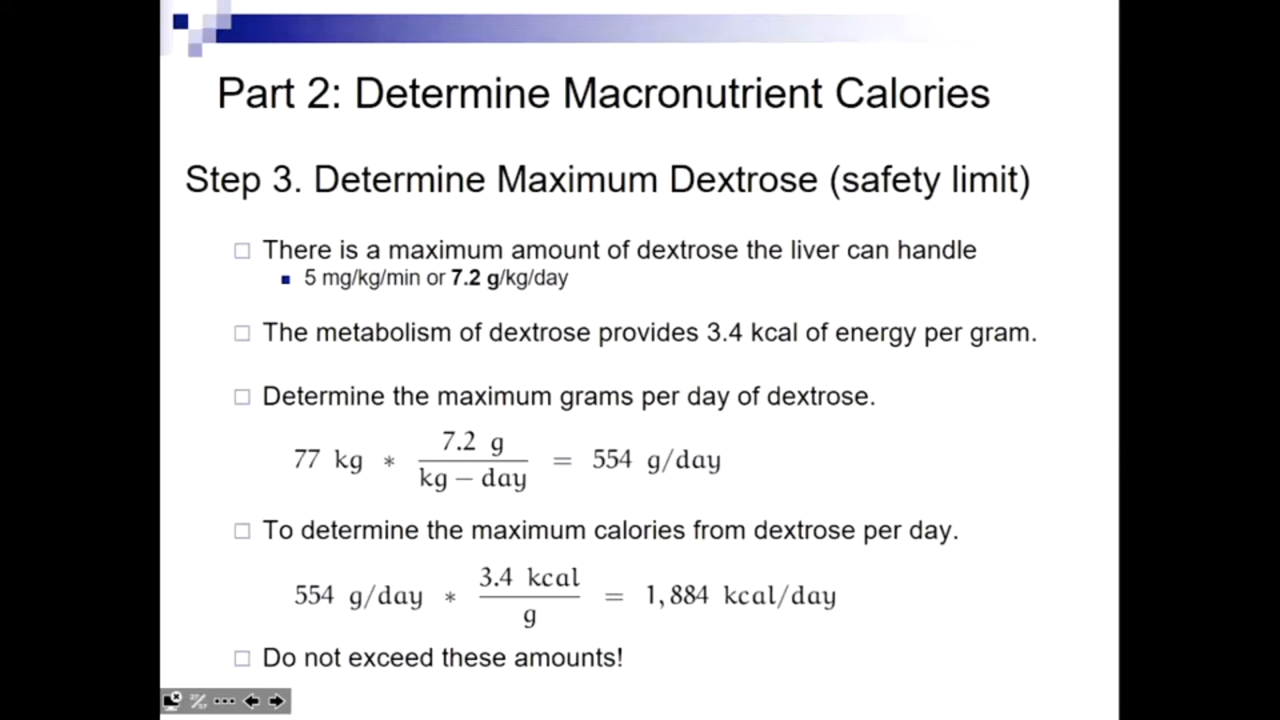 Part 2: Determine Macronutrient Calories
Step 3. Determine Maximum Dextrose (safety limit)
There is a maximum amount of dextrose the liver can handle
5 mg/kg/min or 7.2 g/kg/day
The metabolism of dextrose provides 3.4 kcal of energy per gram.
Determine the maximum grams per day of dextrose.
77 kg * 7.2 g / kg – day = 554 g/day
To determine the maximum calories from dextrose per day.
554 g/day * 3.4 kcal / g = 1,884 kcal/day
Do not exceed these amounts!